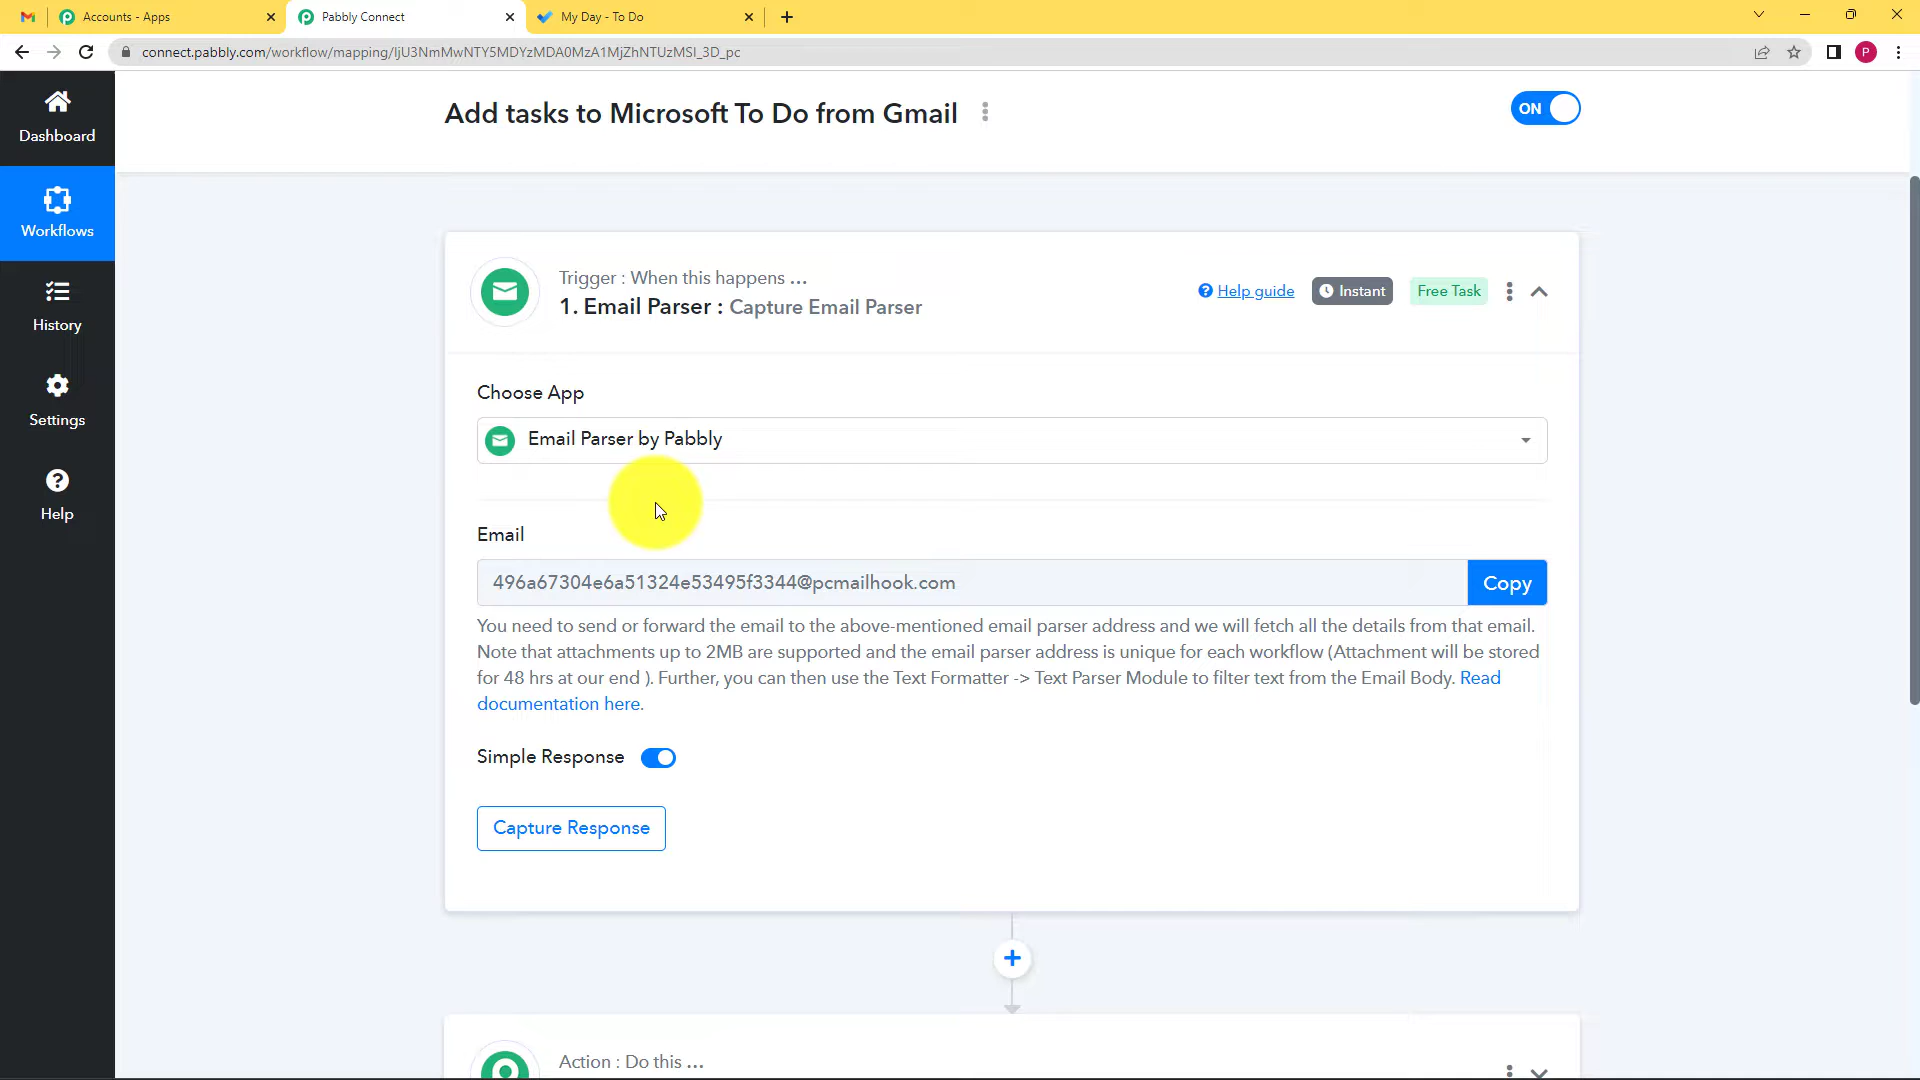 Accounts - Apps
Pabbly Connect
My Day - To Do
connect.pabbly.com/workflow/mapping/IjU3NmMwNTY5MDYzMDA0MzA1MjZhNTUzMSI_3D_pc
P
Dashboard
Workflows
History
Settings
Help
Add tasks to Microsoft To Do from Gmail
ON
Trigger : When this happens ...
1. Email Parser : Capture Email Parser
Help guide
Instant
Free Task
Choose App
Email Parser by Pabbly
Email
496a67304e6a51324e53495f3344@pcmailhook.com
Copy
You need to send or forward the email to the above-mentioned email parser address and we will fetch all the details from that email.
Note that attachments up to 2MB are supported and the email parser address is unique for each workflow (Attachment will be stored
for 48 hrs at our end ). Further, you can then use the Text Formatter -> Text Parser Module to filter text from the Email Body. Read
documentation here.
Simple Response
Capture Response
Action : Do this ...